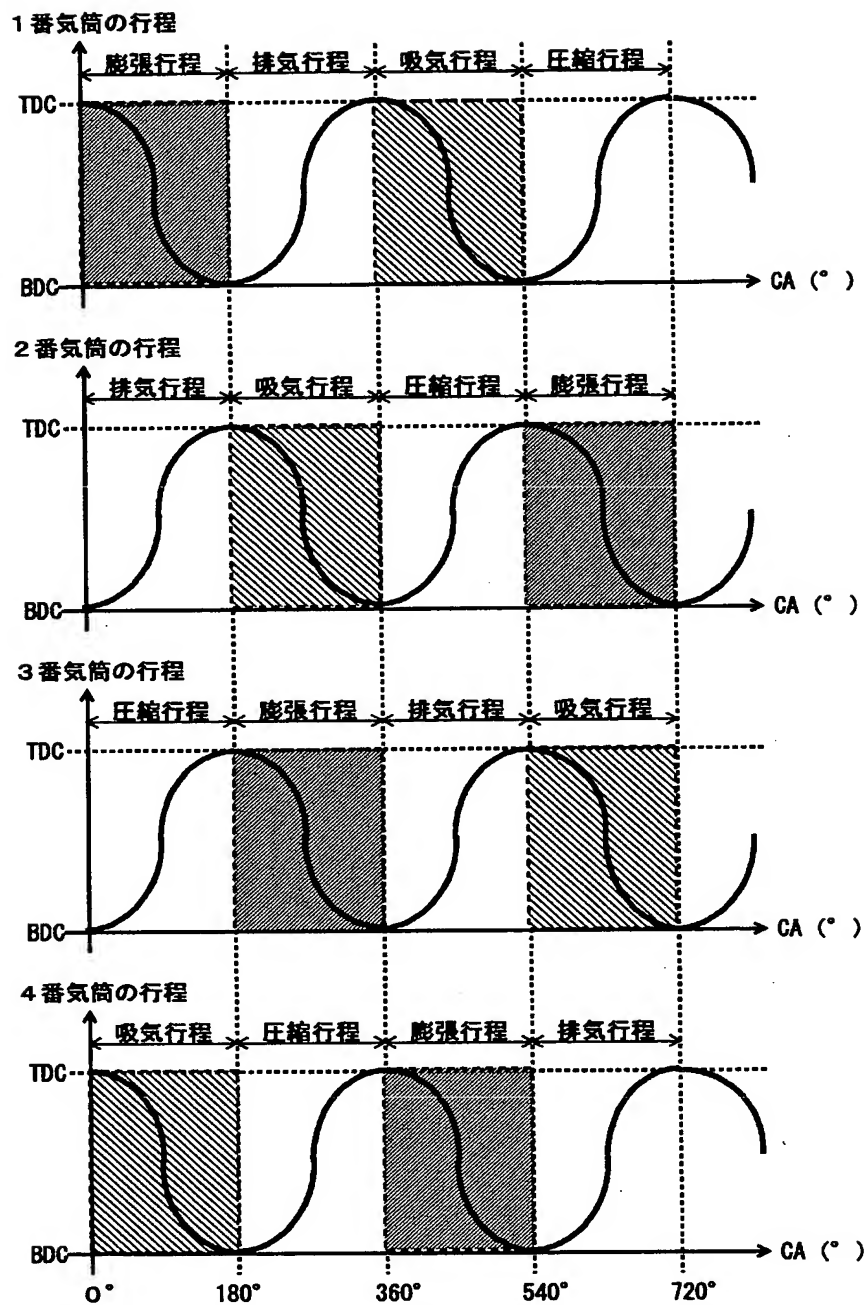 1番気筒の行程
膨張行程 排気行程 吸気行程 圧縮行程
TDC
BDC
CA (°)
2番気筒の行程
排気行程 吸気行程 圧縮行程 膨張行程
TDC
BDC
CA (°)
3番気筒の行程
圧縮行程 膨張行程 排気行程 吸気行程
TDC
BDC
CA (°)
4番気筒の行程
吸気行程 圧縮行程 膨張行程 排気行程
TDC
BDC
CA (°)
0° 180° 360° 540° 720°